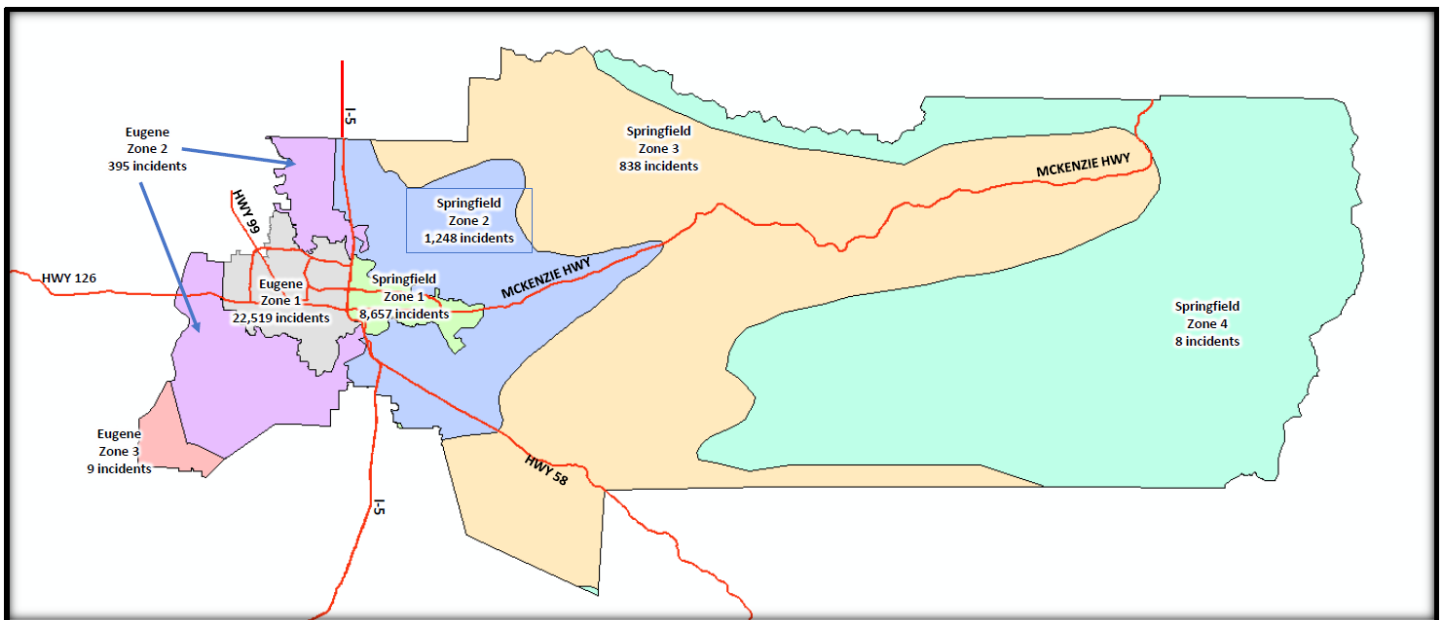 I-5
Eugene
Zone 2
395 incidents
Springfield
Zone 3
838 incidents
MCKENZIE HWY
HWY 99
Springfield
Zone 2
1,248 incidents
HWY 126
Eugene
Zone 1
22,519 incidents
Springfield
Zone 1
8,657 incidents
MCKENZIE HWY
Springfield
Zone 4
8 incidents
Eugene
Zone 3
9 incidents
HWY 58
I-5